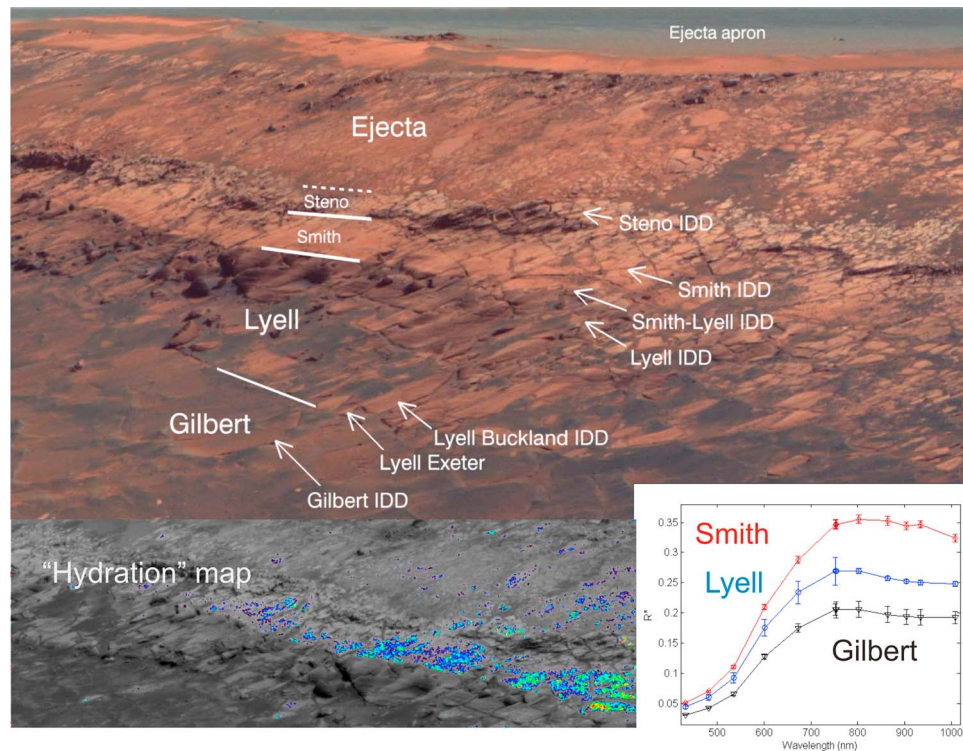 Ejecta apron
Ejecta
Steno
Steno IDD
Smith
Smith IDD
Smith-Lyell IDD
Lyell
Lyell IDD
Gilbert
Lyell Buckland IDD
Lyell Exeter
Gilbert IDD
“Hydration” map
Smith
Lyell
Gilbert
R*
0.35
0.3
0.25
0.2
0.15
0.1
0.05
500 600 700 800 900 1000
Wavelength (nm)